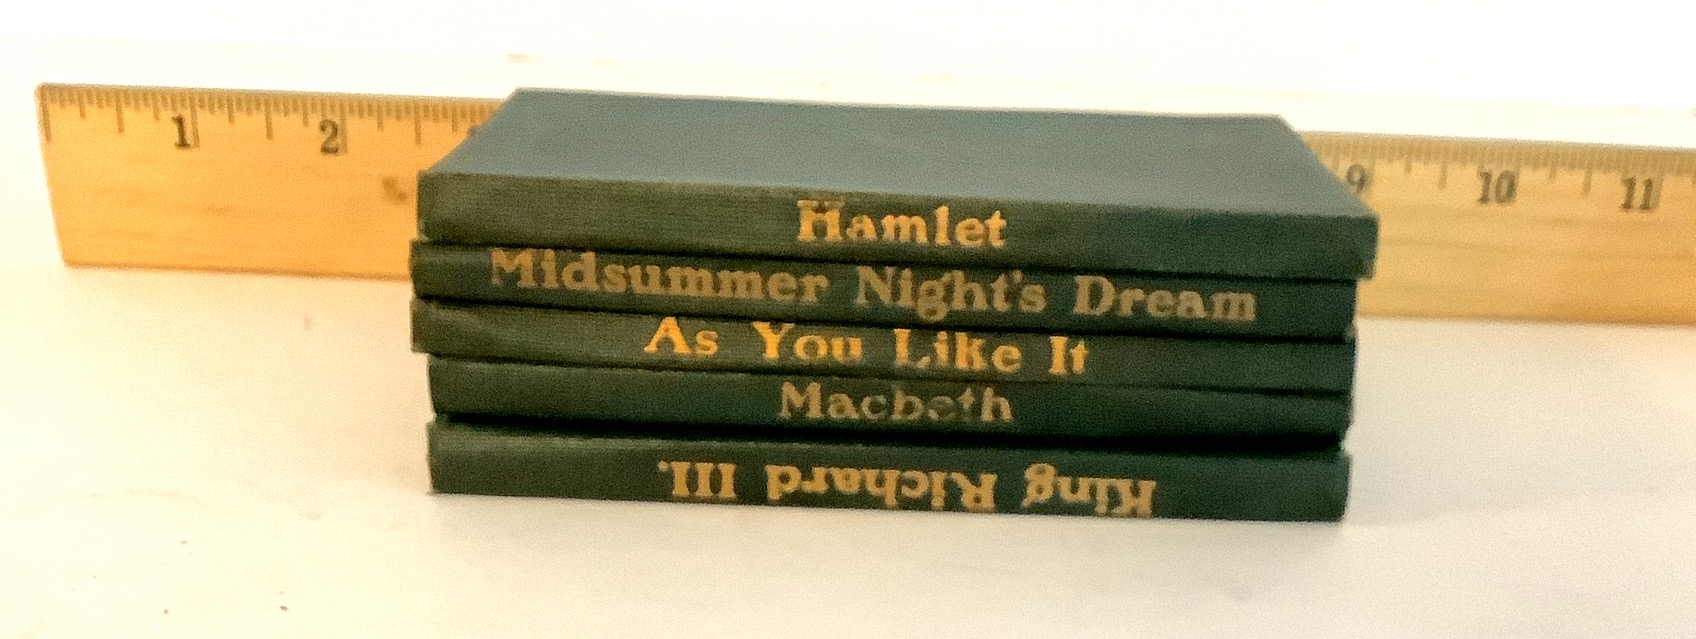 1 2 9 10 11
Hamlet
Midsummer Night's Dream
As You Like It
Macbeth
King Richard III.